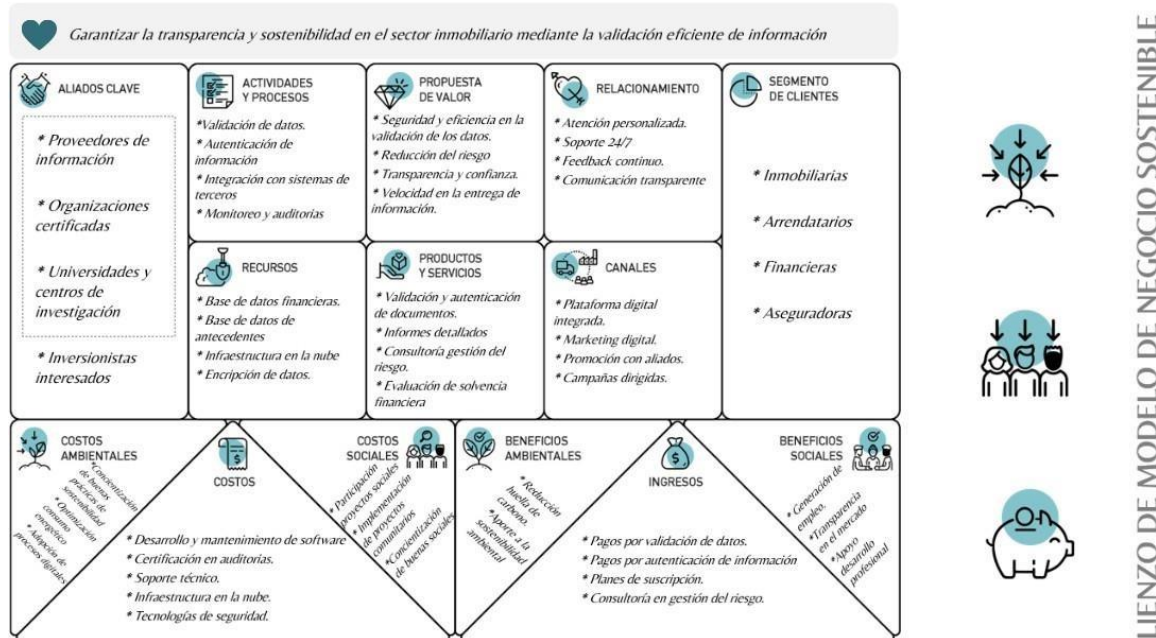 Garantizar la transparencia y sostenibilidad en el sector inmobiliario mediante la validación eficiente de información
ALIADOS CLAVE
* Proveedores de
información
* Organizaciones
certificadas
* Universidades y
centros de
investigación
* Inversionistas
interesados
ACTIVIDADES
Y PROCESOS
*Validación de datos.
* Autenticación de
información
* Integración con sistemas de
terceros
* Monitoreo y auditorias
RECURSOS
* Base de datos financieras.
* Base de datos de
antecedentes
* Infraestructura en la nube
* Encripción de datos.
PROPUESTA
DE VALOR
* Seguridad y eficiencia en la
validación de los datos.
* Reducción del riesgo
* Transparencia y confianza.
* Velocidad en la entrega de
información.
PRODUCTOS
Y SERVICIOS
* Validación y autenticación
de documentos.
* Informes detallados
* Consultoría gestión del
riesgo.
* Evaluación de solvencia
financiera
RELACIONAMIENTO
* Atención personalizada.
* Soporte 24/7
* Feedback continuo.
* Comunicación transparente
CANALES
* Plataforma digital
integrada.
* Marketing digital.
* Promoción con aliados.
* Campañas dirigidas.
SEGMENTO
DE CLIENTES
* Inmobiliarias
* Arrendatarios
* Financieras
* Aseguradoras
COSTOS
AMBIENTALES
*Concientización
de buenas
prácticas de
sostenibilidad
* Optimización
consumo
energético
* Adopción de
procesos digitales
COSTOS
* Desarrollo y mantenimiento de software
* Certificación en auditorias.
* Soporte técnico.
* Infraestructura en la nube.
* Tecnologías de seguridad.
COSTOS
SOCIALES
* Participación
proyectos sociales
* Implementación
de proyectos
comunitarios
*Concientización
de buenas sociales
BENEFICIOS
AMBIENTALES
* Reducción
huella de
carbono.
*Aporte a la
sostenibilidad
ambiental
INGRESOS
* Pagos por validación de datos.
* Pagos por autenticación de información
* Planes de suscripción.
* Consultoría en gestión del riesgo.
BENEFICIOS
SOCIALES
* Generación de
empleo.
*Transparencia
en el mercado
* Apoyo
desarrollo
profesional
LIENZO DE MODELO DE NEGOCIO SOSTENIBLE